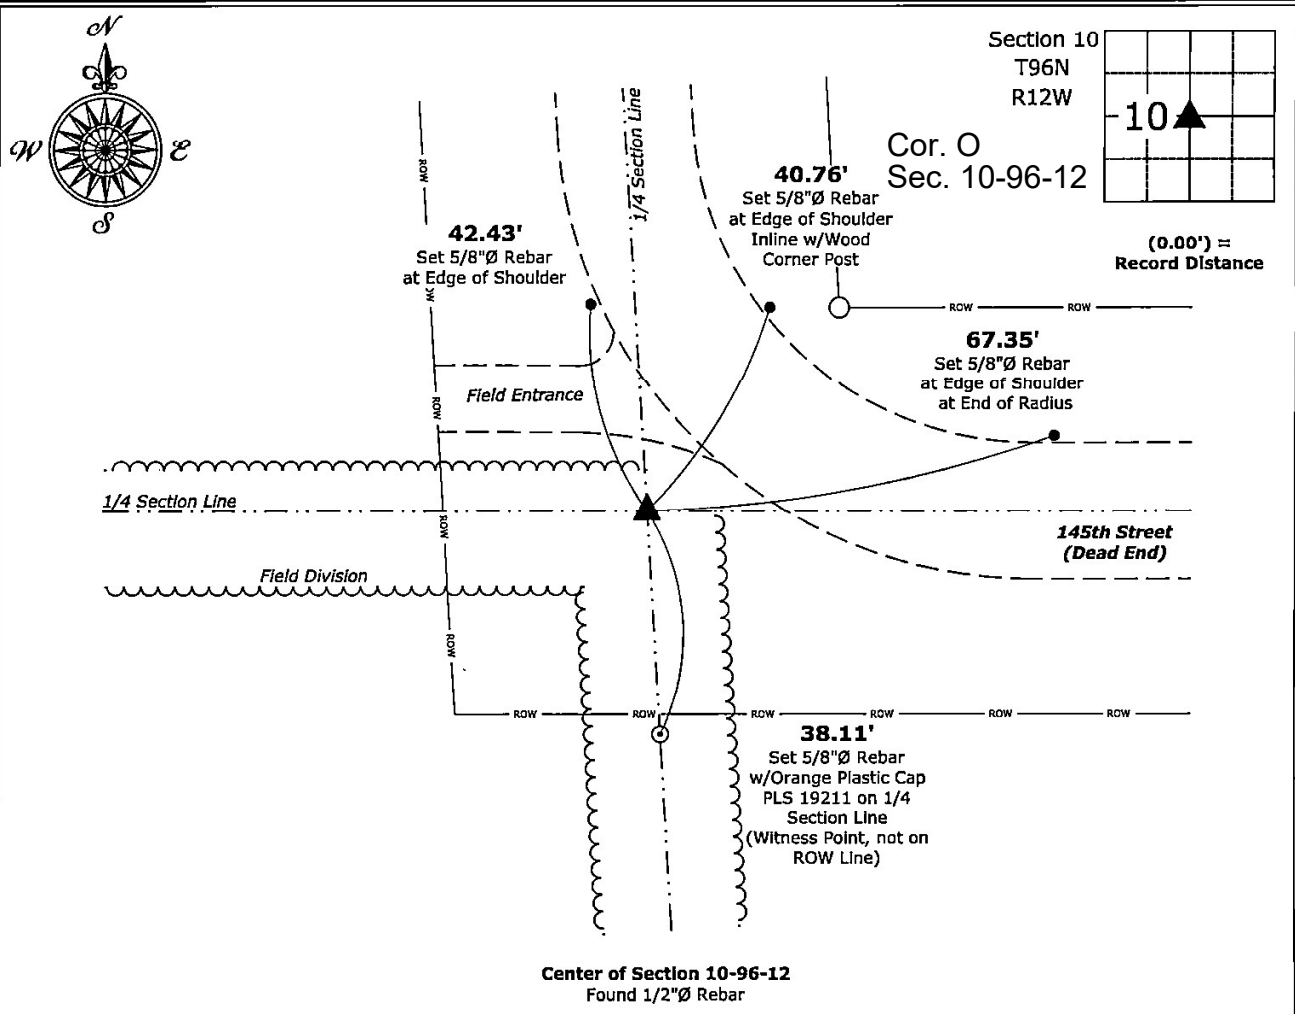 N
W
E
S
Section 10
T96N
R12W
10
Cor. O
Sec. 10-96-12
(0.00') =
Record Distance
1/4 Section Line
ROW
40.76'
Set 5/8"Ø Rebar
at Edge of Shoulder
Inline w/Wood
Corner Post
42.43'
Set 5/8"Ø Rebar
at Edge of Shoulder
ROW
ROW
67.35'
Set 5/8"Ø Rebar
at Edge of Shoulder
at End of Radius
Field Entrance
ROW
1/4 Section Line
ROW
145th Street
(Dead End)
Field Division
ROW
ROW
ROW
ROW
ROW
ROW
ROW
38.11'
Set 5/8"Ø Rebar
w/Orange Plastic Cap
PLS 19211 on 1/4
Section Line
(Witness Point, not on
ROW Line)
Center of Section 10-96-12
Found 1/2"Ø Rebar